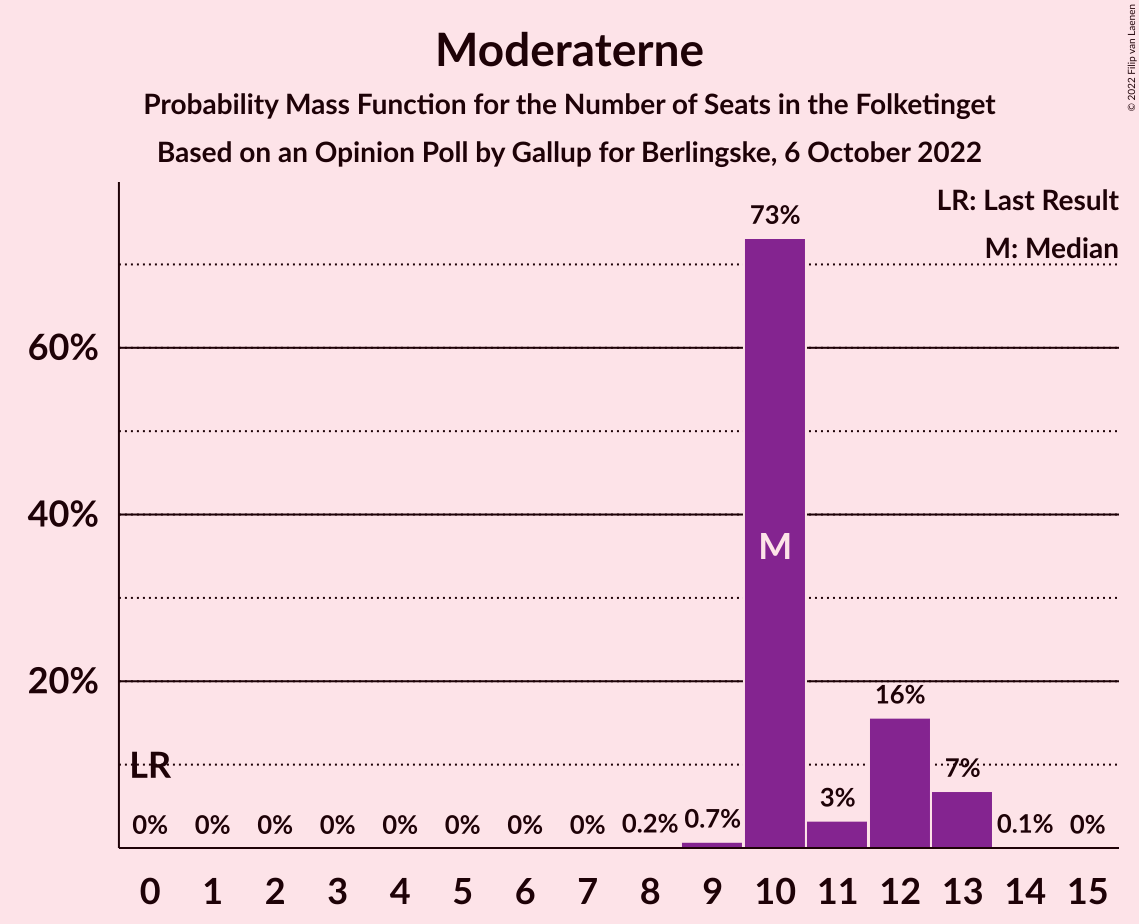 Moderaterne
Probability Mass Function for the Number of Seats in the Folketinget
Based on an Opinion Poll by Gallup for Berlingske, 6 October 2022
© 2022 Filip van Laenen
LR: Last Result
M: Median
73%
60%
40%
M
20%
16%
LR
7%
3%
0% 0% 0% 0% 0% 0% 0% 0% 0.2% 0.7% 0.1% 0%
0 1 2 3 4 5 6 7 8 9 10 11 12 13 14 15